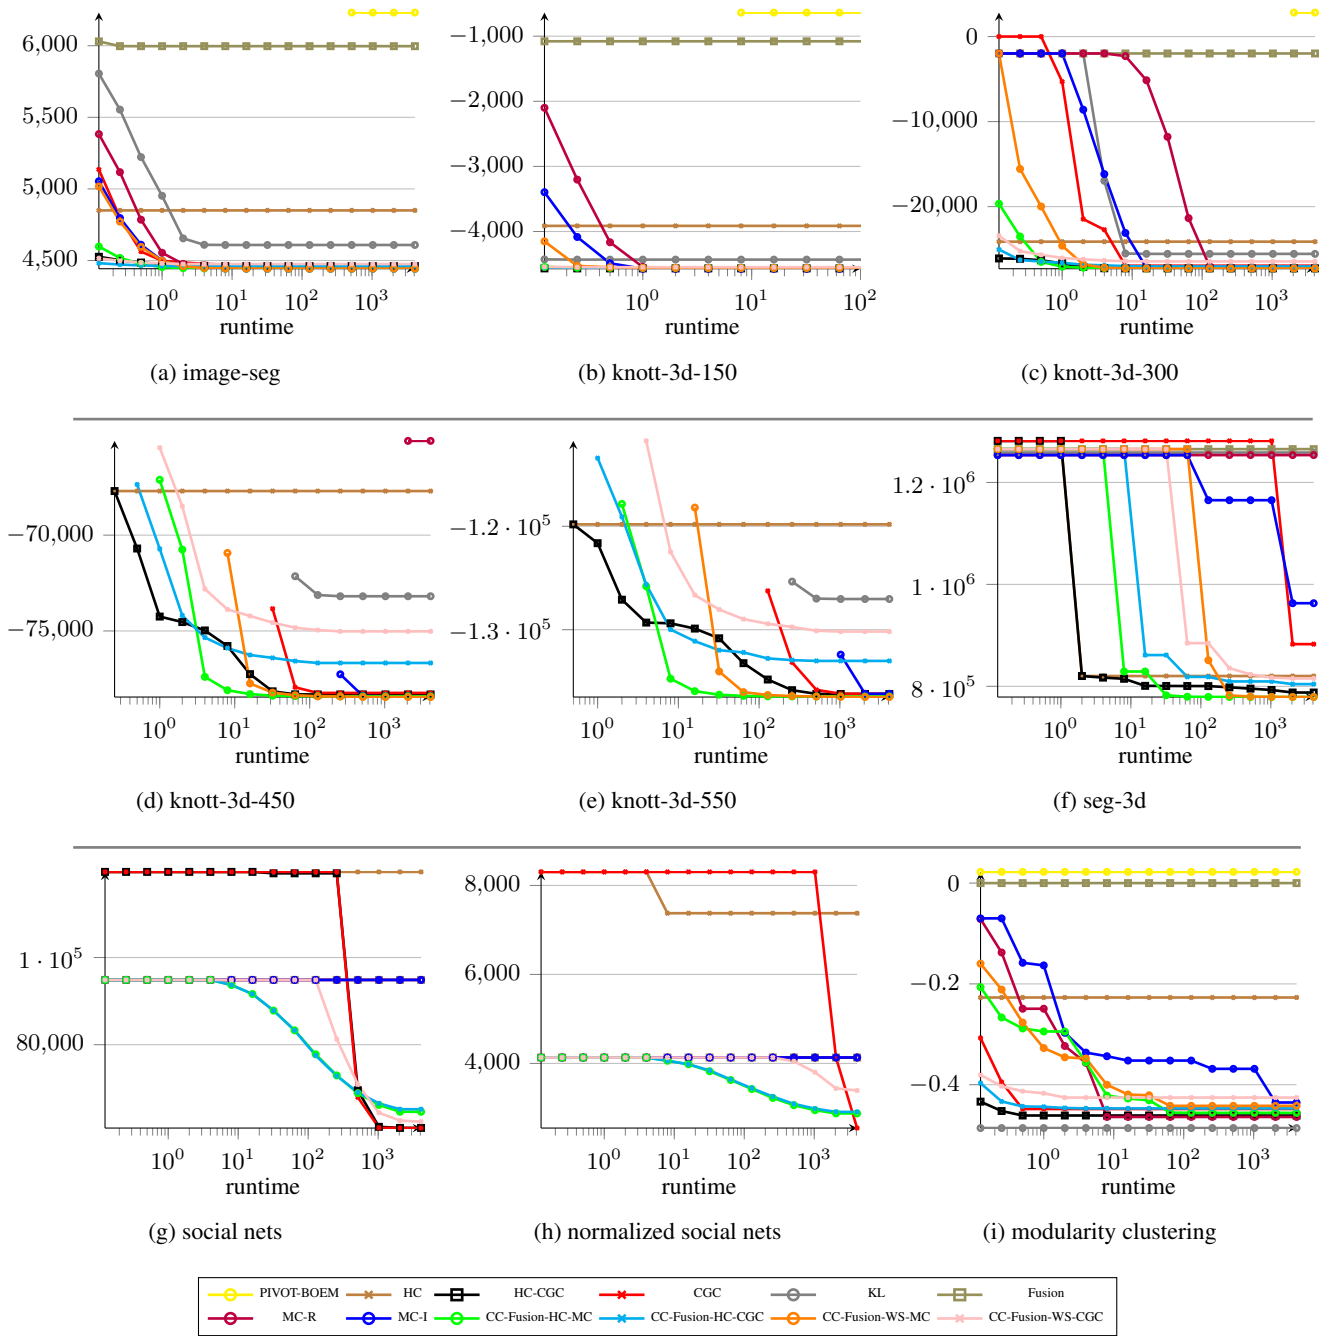 6,000
5,500
5,000
4,500
10^0 10^1 10^2 10^3
runtime
(a) image-seg
−1,000
−2,000
−3,000
−4,000
10^0 10^1 10^2
runtime
(b) knott-3d-150
0
−10,000
−20,000
10^0 10^1 10^2 10^3
runtime
(c) knott-3d-300
−70,000
−75,000
10^0 10^1 10^2 10^3
runtime
(d) knott-3d-450
−1.2 · 10^5
−1.3 · 10^5
10^0 10^1 10^2 10^3
runtime
(e) knott-3d-550
1.2 · 10^6
1 · 10^6
8 · 10^5
10^0 10^1 10^2 10^3
runtime
(f) seg-3d
1 · 10^5
80,000
10^0 10^1 10^2 10^3
runtime
(g) social nets
8,000
6,000
4,000
10^0 10^1 10^2 10^3
runtime
(h) normalized social nets
0
−0.2
−0.4
10^0 10^1 10^2 10^3
runtime
(i) modularity clustering
PIVOT-BOEM HC HC-CGC CGC KL Fusion
MC-R MC-I CC-Fusion-HC-MC CC-Fusion-HC-CGC CC-Fusion-WS-MC CC-Fusion-WS-CGC